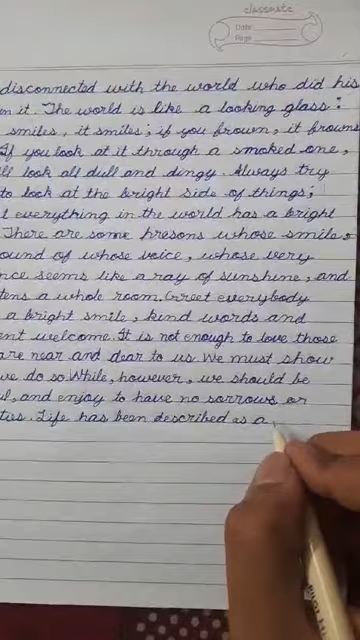 classmate
Date
Page
disconnected with the world who did his
n it. The world is like a looking glass:
smiles, it smiles; if you frown, it frowns
If you look at it through a smoked one,
ll look all dull and dingy. Always try
to look at the bright side of things;
t everything in the world has a bright
There are some presons whose smile
ound of whose voice, whose very
nce seems like a ray of sunshine, and
tens a whole room. Greet everybody
a bright smile, kind words and
ent welcome. It is not enough to love those
are near and dear to us. We must show
we do so. While, however, we should be
ul, and enjoy to have no sorrows or
ties. Life has been described as a
PILOT